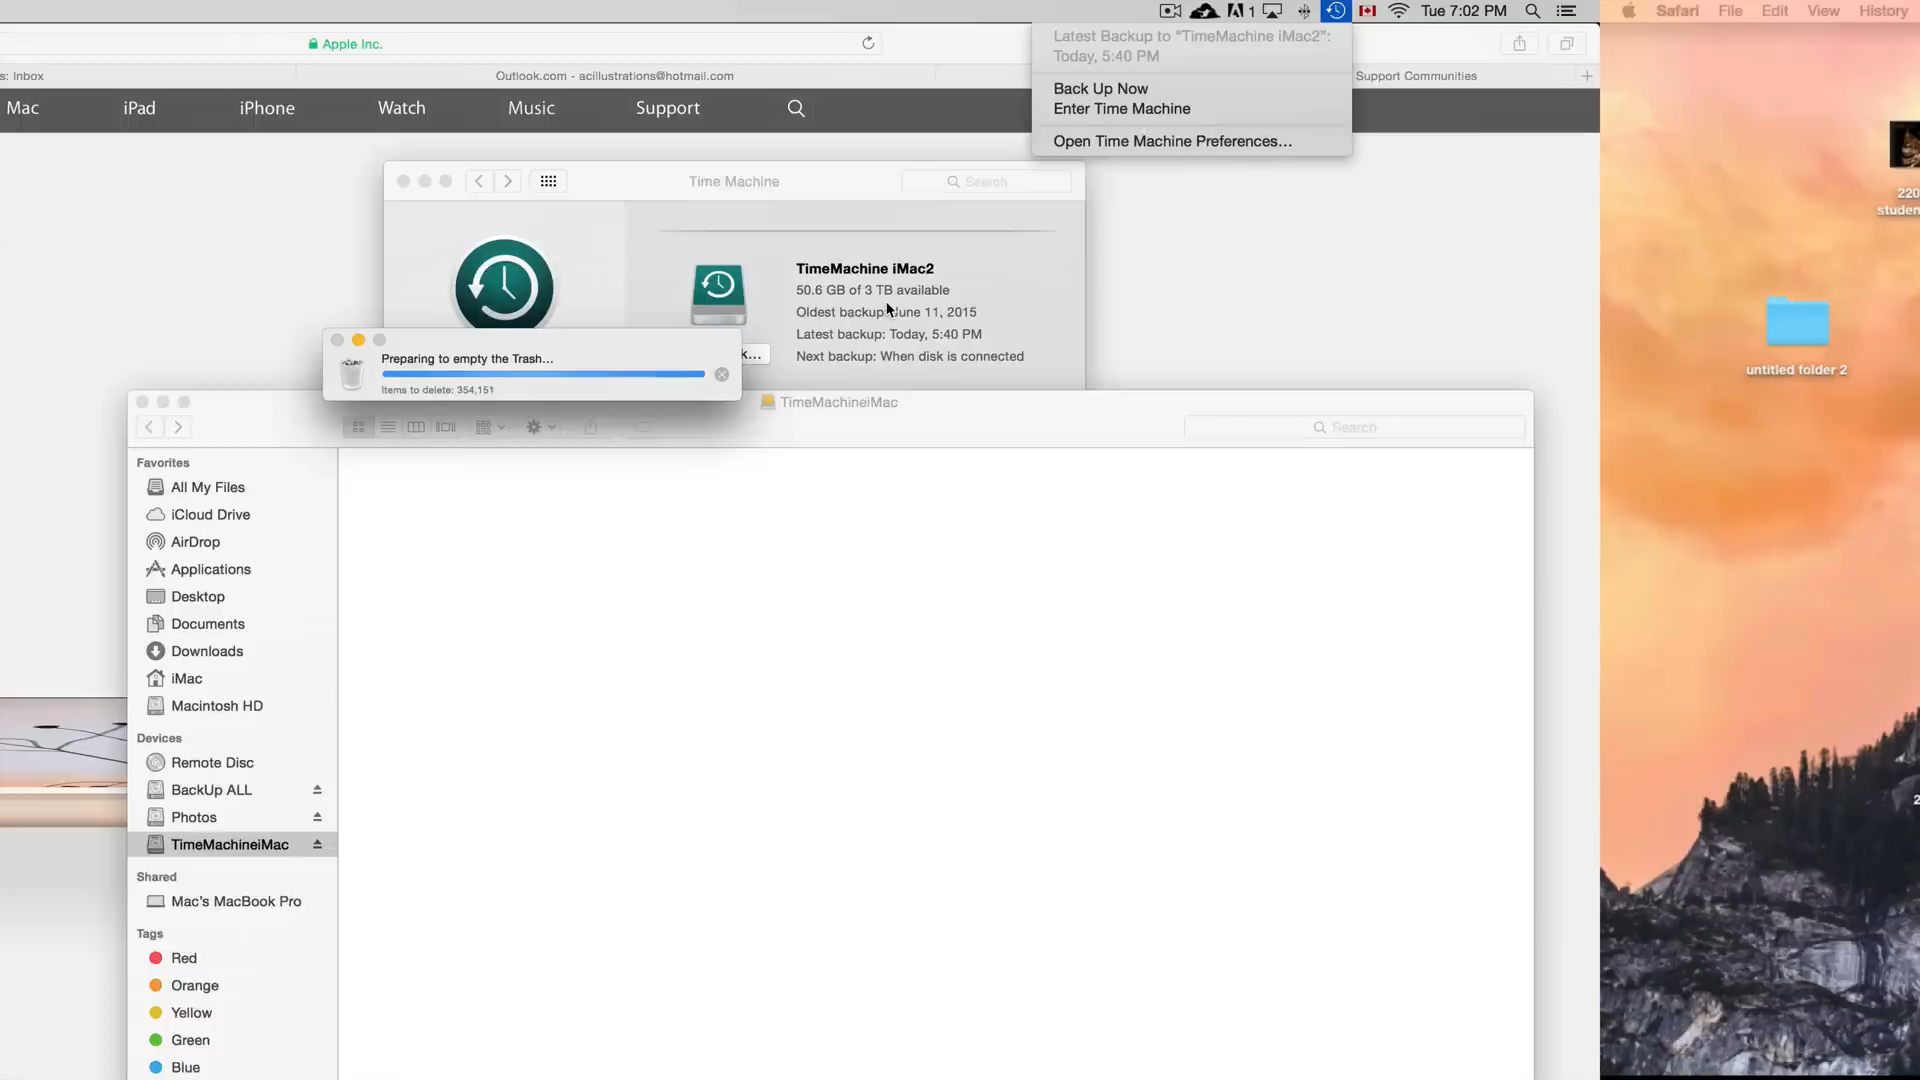 1
Tue 7:02 PM
Safari File Edit View History
Apple Inc.
s: Inbox
Outlook.com - acillustrations@hotmail.com
Support Communities
Mac iPad iPhone Watch Music Support
Latest Backup to “TimeMachine iMac2”:
Today, 5:40 PM
Back Up Now
Enter Time Machine
Open Time Machine Preferences…
Time Machine
Search
TimeMachine iMac2
50.6 GB of 3 TB available
Oldest backup: June 11, 2015
Latest backup: Today, 5:40 PM
Next backup: When disk is connected
k…
Preparing to empty the Trash…
Items to delete: 354,151
TimeMachineiMac
Search
Favorites
All My Files
iCloud Drive
AirDrop
Applications
Desktop
Documents
Downloads
iMac
Macintosh HD
Devices
Remote Disc
BackUp ALL
Photos
TimeMachineiMac
Shared
Mac's MacBook Pro
Tags
Red
Orange
Yellow
Green
Blue
220
studen
untitled folder 2
2